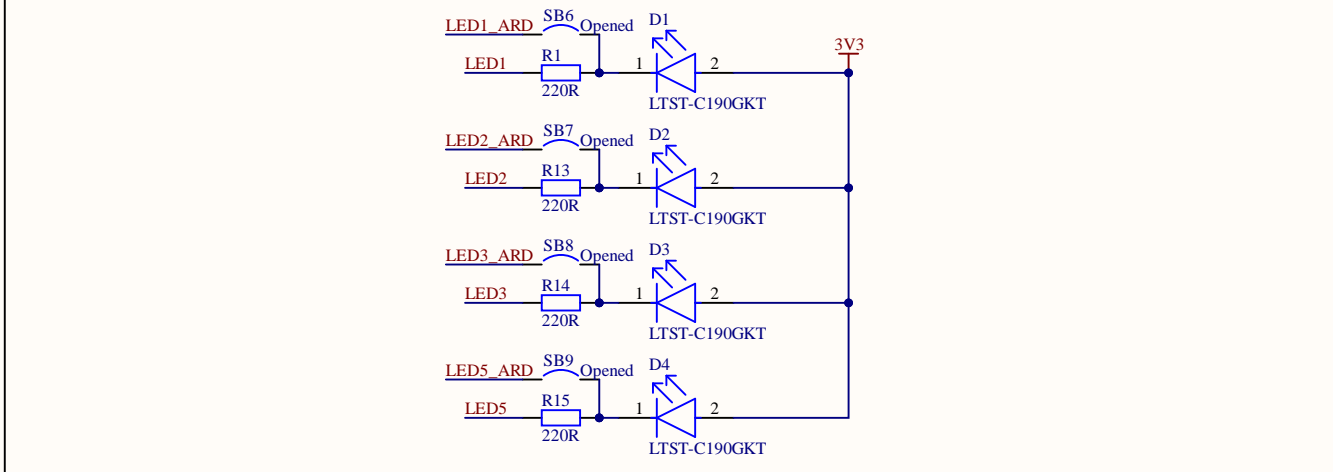 SB6 D1
LED1_ARD Opened
3V3
R1
LED1 1 2
220R LTST-C190GKT
SB7 D2
LED2_ARD Opened
R13
LED2 1 2
220R LTST-C190GKT
SB8 D3
LED3_ARD Opened
R14
LED3 1 2
220R LTST-C190GKT
SB9 D4
LED5_ARD Opened
R15
LED5 1 2
220R LTST-C190GKT